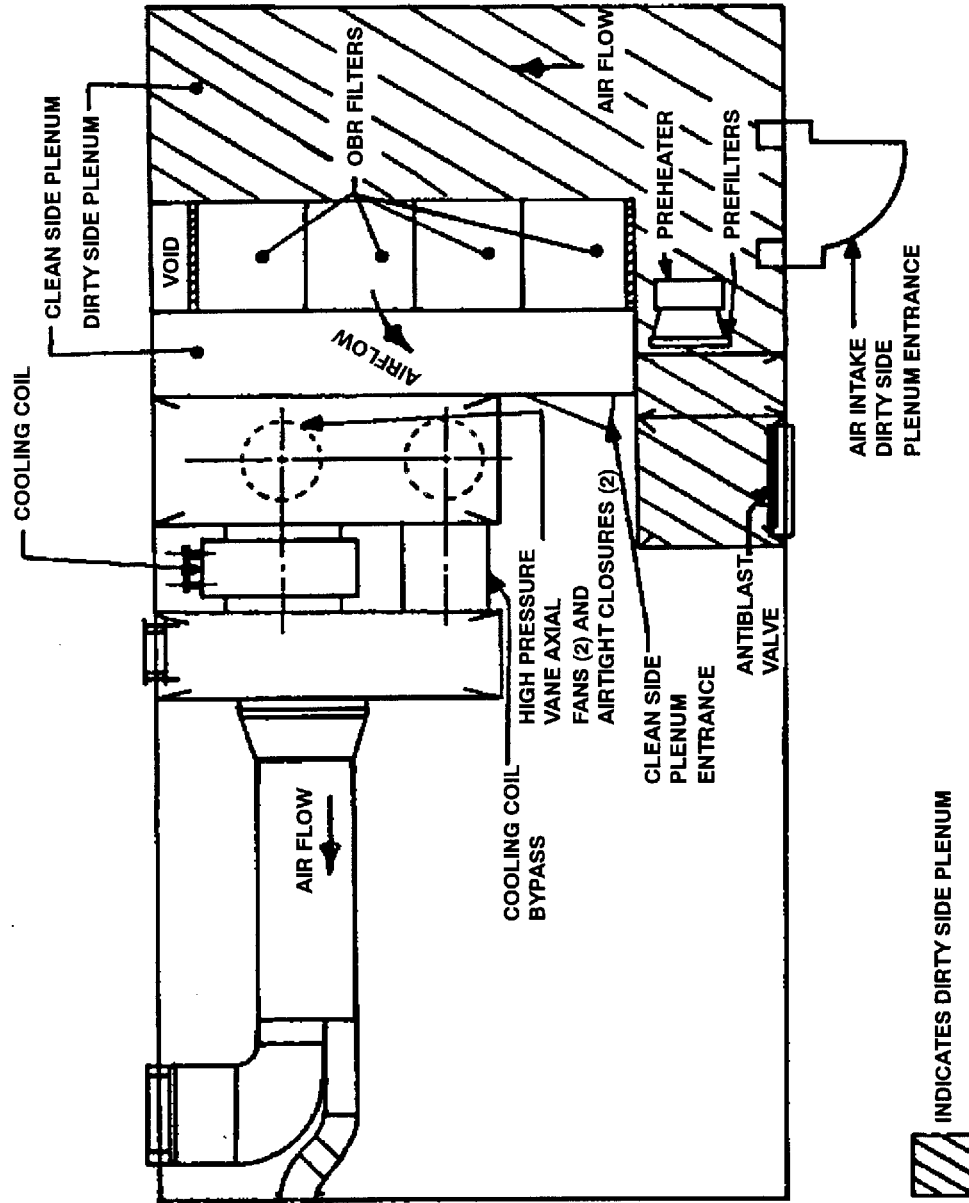 COOLING COIL
CLEAN SIDE PLENUM
DIRTY SIDE PLENUM
VOID
OBR FILTERS
AIRFLOW
AIR FLOW
PREHEATER
PREFILTERS
AIR FLOW
COOLING COIL
BYPASS
HIGH PRESSURE
VANE AXIAL
FANS (2) AND
AIRTIGHT CLOSURES (2)
CLEAN SIDE
PLENUM
ENTRANCE
ANTIBLAST
VALVE
AIR INTAKE
DIRTY SIDE
PLENUM ENTRANCE
INDICATES DIRTY SIDE PLENUM